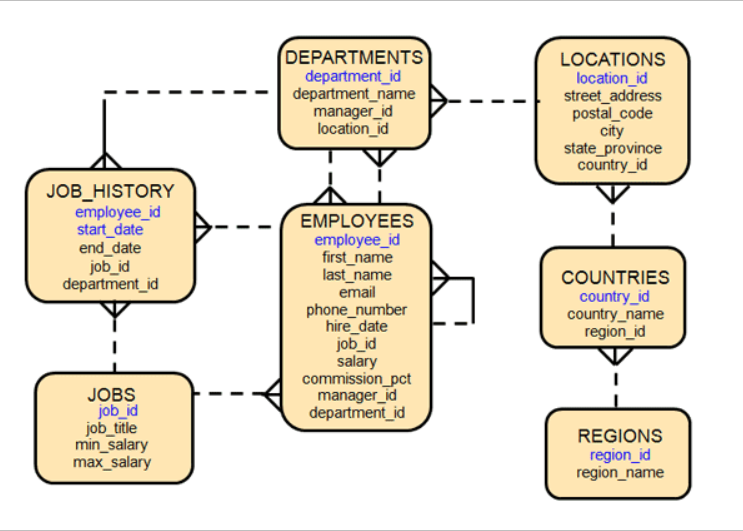 DEPARTMENTS
department_id
department_name
manager_id
location_id
LOCATIONS
location_id
street_address
postal_code
city
state_province
country_id
JOB_HISTORY
employee_id
start_date
end_date
job_id
department_id
EMPLOYEES
employee_id
first_name
last_name
email
phone_number
hire_date
job_id
salary
commission_pct
manager_id
department_id
COUNTRIES
country_id
country_name
region_id
JOBS
job_id
job_title
min_salary
max_salary
REGIONS
region_id
region_name